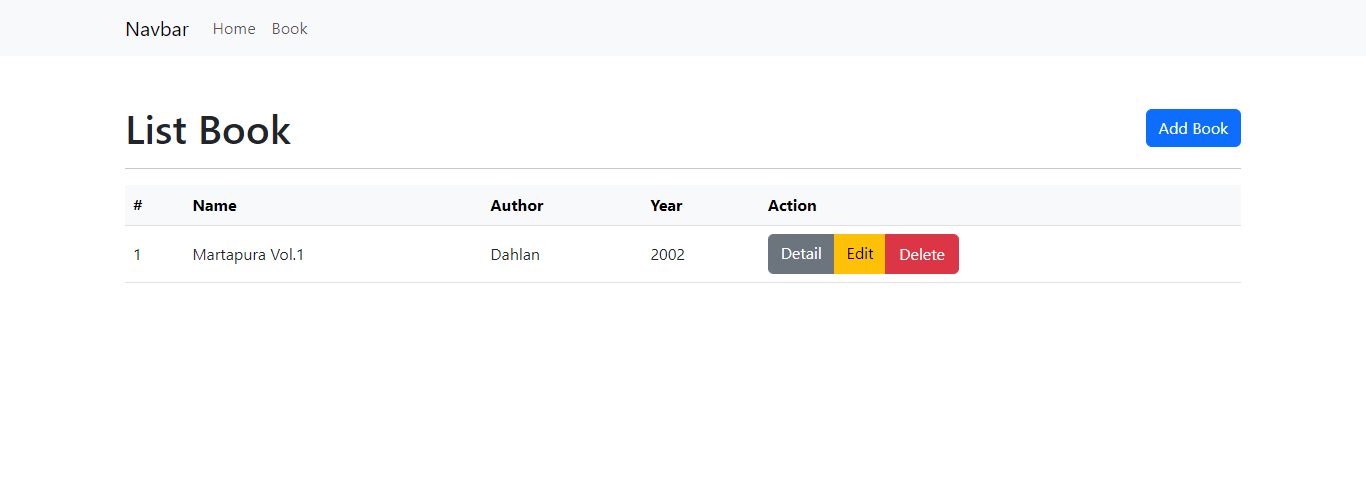 Navbar Home Book
List Book Add Book
# Name Author Year Action
1 Martapura Vol.1 Dahlan 2002 Detail Edit Delete